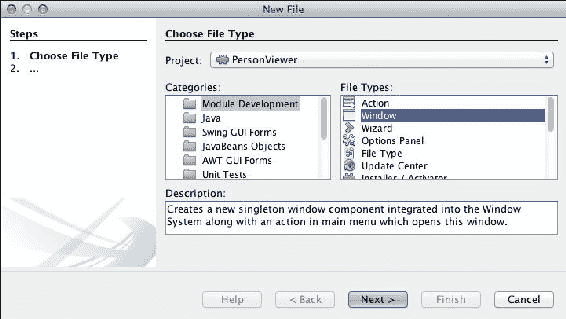 New File
Steps
1. Choose File Type
2. ...
Choose File Type
Project: PersonViewer
Categories:
Module Development
Java
Swing GUI Forms
JavaBeans Objects
AWT GUI Forms
Unit Tests
File Types:
Action
Window
Wizard
Options Panel
File Type
Update Center
Installer / Activator
Description:
Creates a new singleton window component integrated into the Window
System along with an action in main menu which opens this window.
Help
< Back
Next >
Finish
Cancel